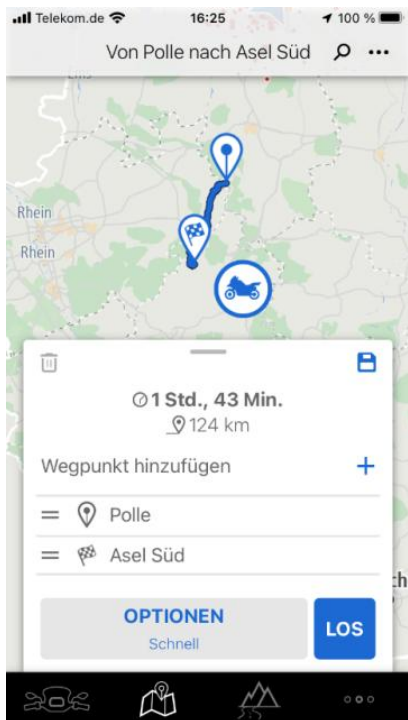 Telekom.de 16:25 100 %
Von Polle nach Asel Süd
Rhein
Rhein
1 Std., 43 Min.
124 km
Wegpunkt hinzufügen +
Polle
Asel Süd
OPTIONEN
Schnell
LOS